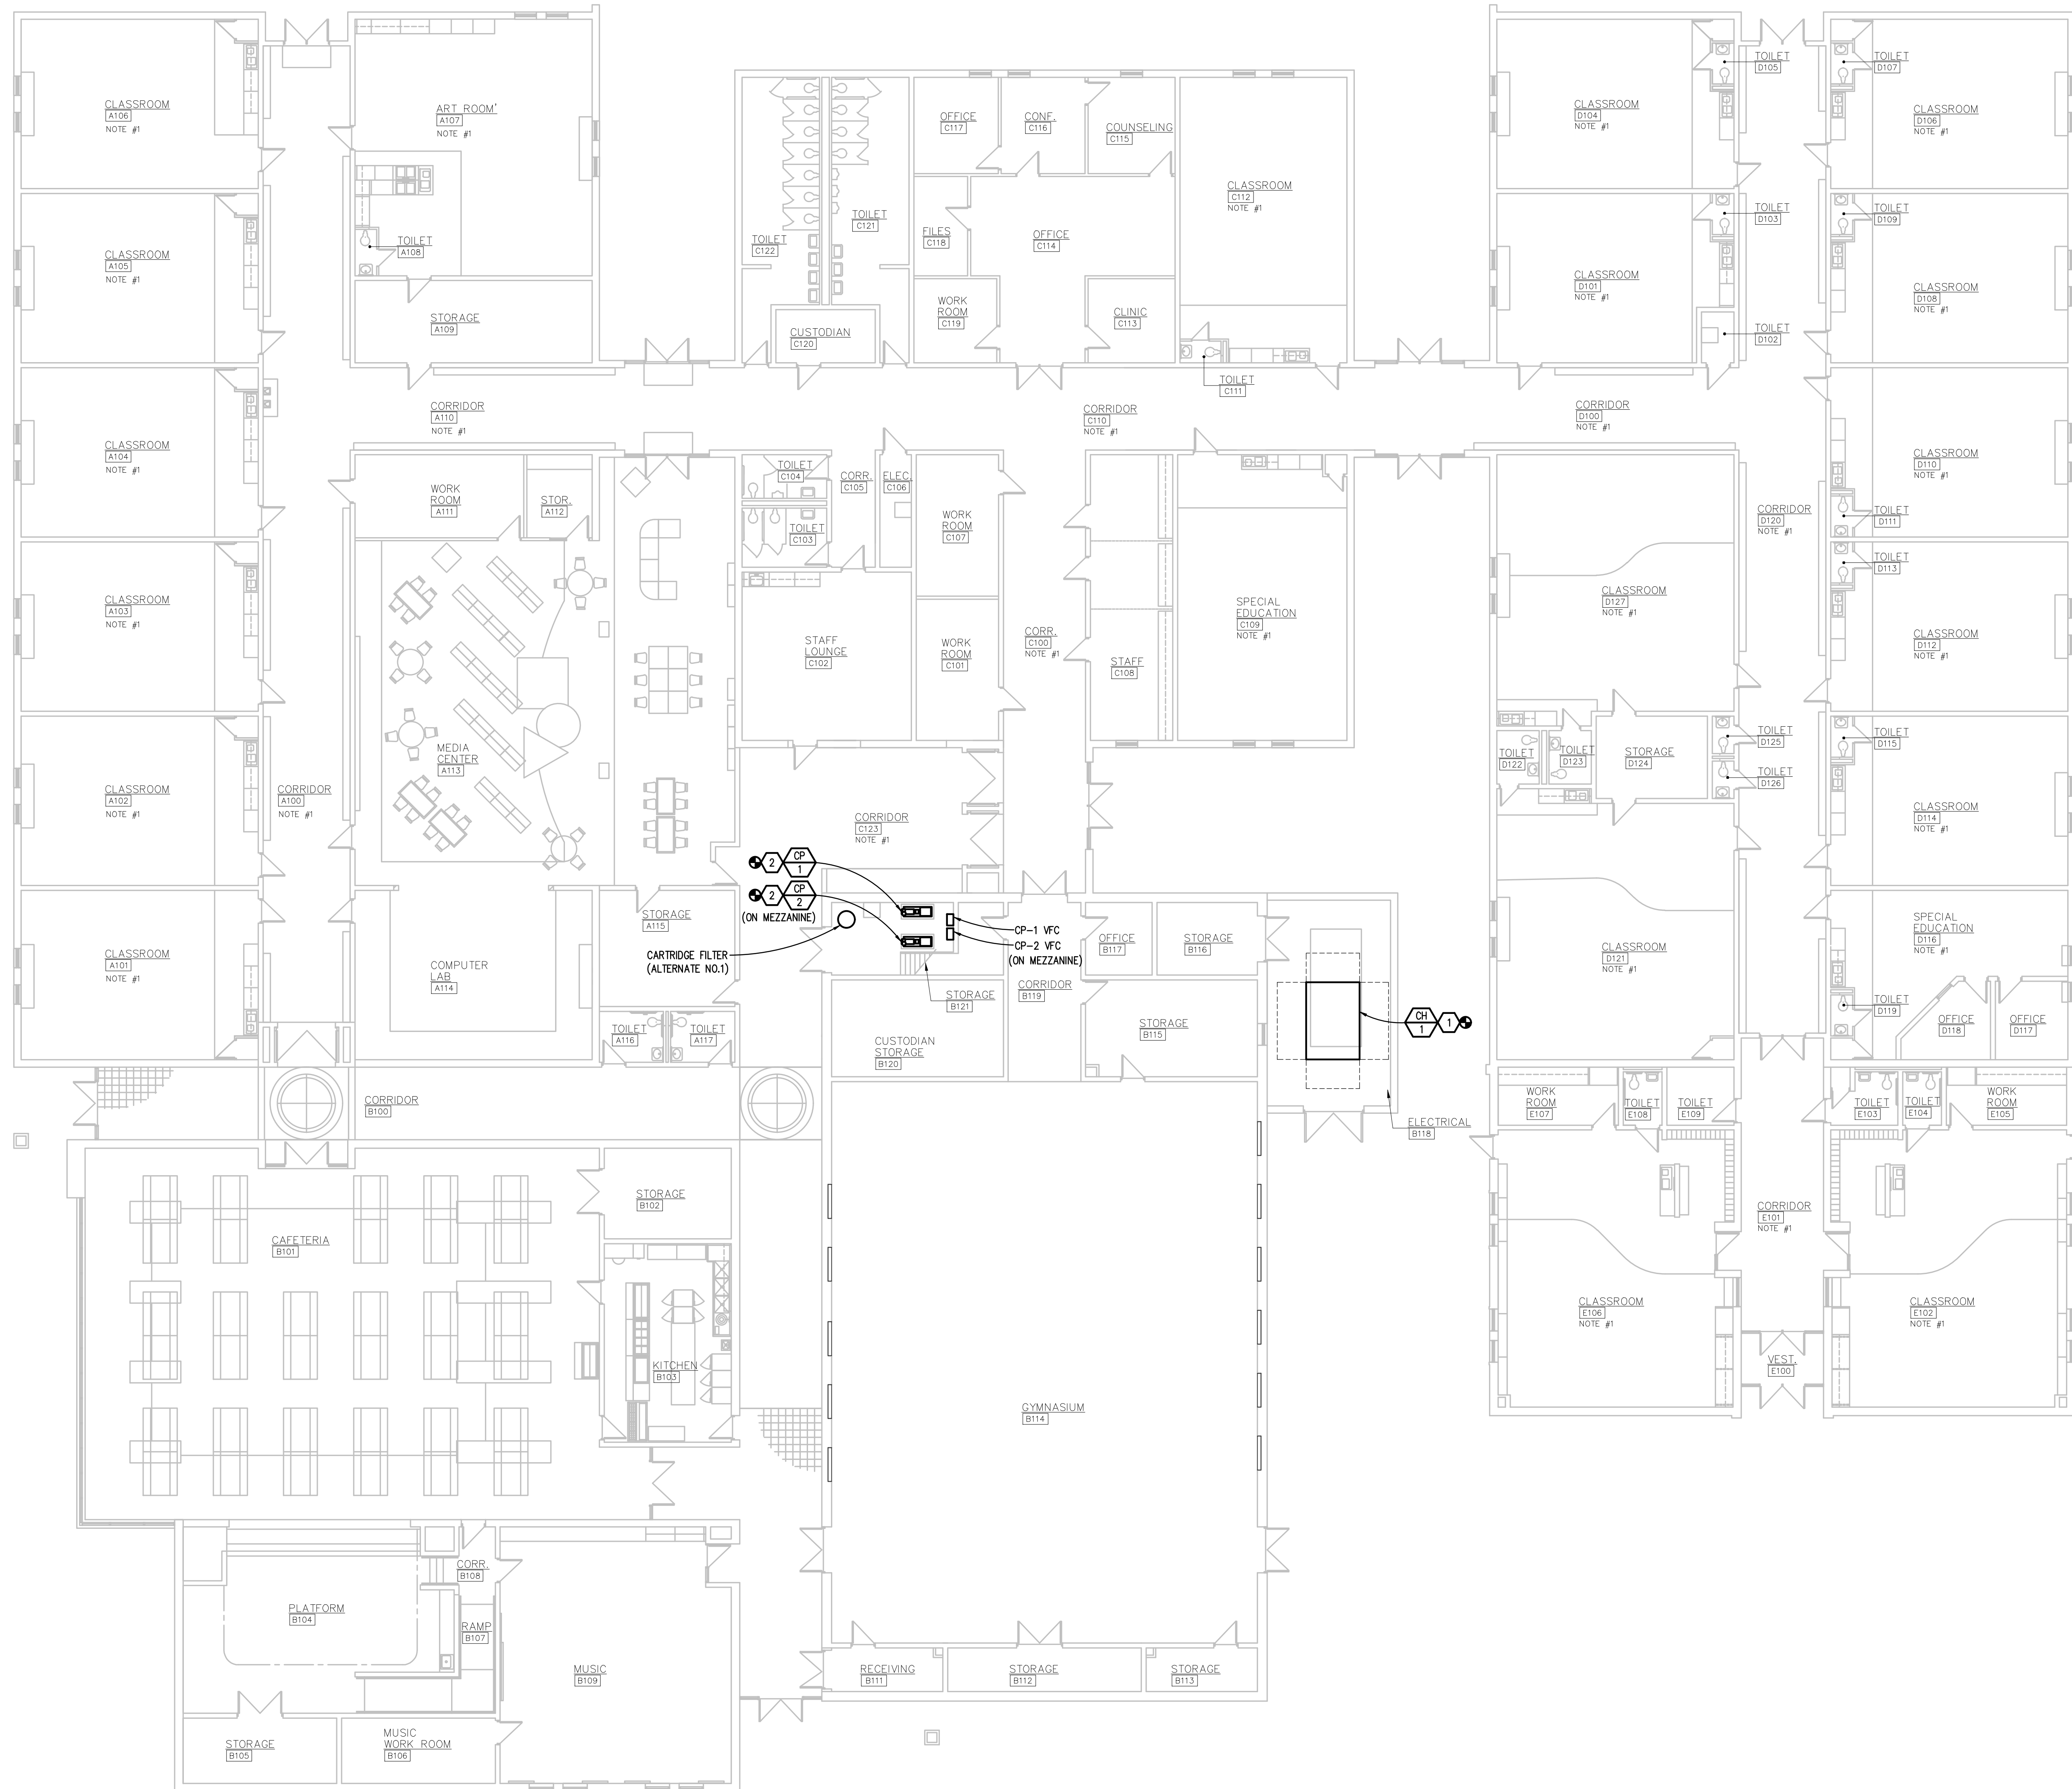 CLASSROOM
A106
NOTE #1
ART ROOM'
A107
NOTE #1
CLASSROOM
A105
NOTE #1
TOILET
A108
STORAGE
A109
CLASSROOM
A104
NOTE #1
CORRIDOR
A110
NOTE #1
WORK
ROOM
A111
STOR.
A112
CLASSROOM
A103
NOTE #1
MEDIA
CENTER
A113
CLASSROOM
A102
NOTE #1
CORRIDOR
A100
NOTE #1
CLASSROOM
A101
NOTE #1
COMPUTER
LAB
A114
STORAGE
A115
TOILET
A116
TOILET
A117
TOILET
C122
TOILET
C121
CUSTODIAN
C120
OFFICE
C117
CONF.
C116
COUNSELING
C115
FILES
C118
OFFICE
C114
WORK
ROOM
C119
CLINIC
C113
CLASSROOM
C112
NOTE #1
TOILET
C111
CORRIDOR
C110
NOTE #1
TOILET
C104
TOILET
C103
CORR.
C105
ELEC.
C106
WORK
ROOM
C107
STAFF
LOUNGE
C102
WORK
ROOM
C101
CORR.
C100
NOTE #1
STAFF
C108
SPECIAL
EDUCATION
C109
NOTE #1
CORRIDOR
C123
NOTE #1
2
CP
1
2
CP
2
(ON MEZZANINE)
CARTRIDGE FILTER
(ALTERNATE NO.1)
CP-1 VFC
CP-2 VFC
(ON MEZZANINE)
STORAGE
B121
OFFICE
B117
STORAGE
B116
CORRIDOR
B119
CUSTODIAN
STORAGE
B120
STORAGE
B115
CH
1
1
ELECTRICAL
B118
CLASSROOM
D104
NOTE #1
TOILET
D105
TOILET
D107
CLASSROOM
D106
NOTE #1
CLASSROOM
D101
NOTE #1
TOILET
D103
TOILET
D109
CLASSROOM
D108
NOTE #1
TOILET
D102
CORRIDOR
D100
NOTE #1
CLASSROOM
D110
NOTE #1
CORRIDOR
D120
NOTE #1
TOILET
D111
TOILET
D113
CLASSROOM
D127
NOTE #1
CLASSROOM
D112
NOTE #1
TOILET
D122
TOILET
D123
STORAGE
D124
TOILET
D125
TOILET
D126
TOILET
D115
CLASSROOM
D114
NOTE #1
CLASSROOM
D121
NOTE #1
SPECIAL
EDUCATION
D116
NOTE #1
TOILET
D119
OFFICE
D118
OFFICE
D117
WORK
ROOM
E107
TOILET
E108
TOILET
E109
TOILET
E103
TOILET
E104
WORK
ROOM
E105
CORRIDOR
E101
NOTE #1
CLASSROOM
E106
NOTE #1
CLASSROOM
E102
NOTE #1
VEST.
E100
CORRIDOR
B100
CAFETERIA
B101
STORAGE
B102
KITCHEN
B103
GYMNASIUM
B114
PLATFORM
B104
CORR.
B108
RAMP
B107
MUSIC
B109
STORAGE
B105
MUSIC
WORK ROOM
B106
RECEIVING
B111
STORAGE
B112
STORAGE
B113